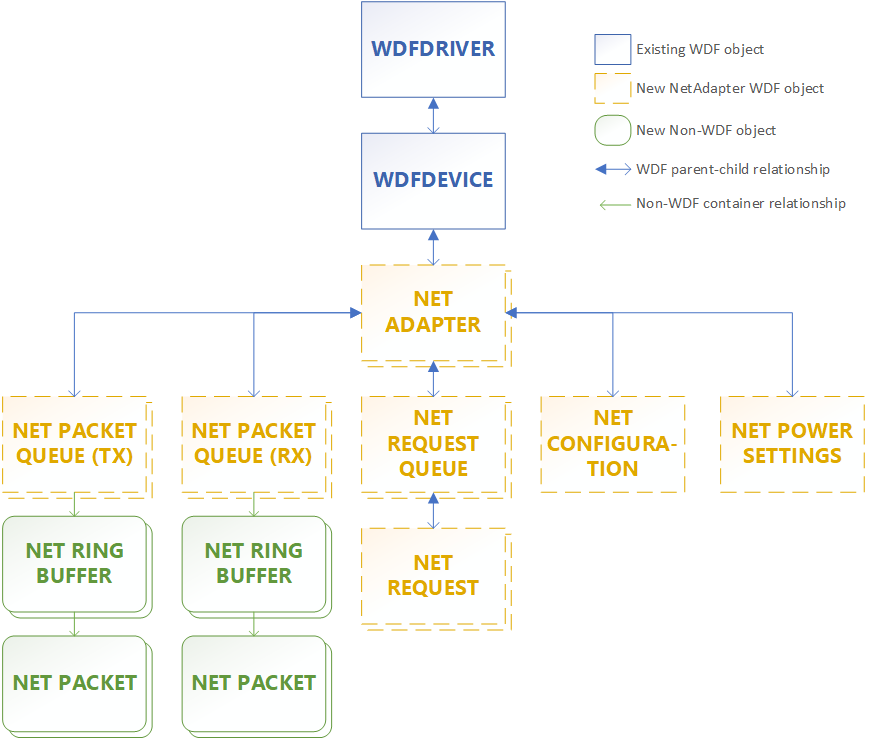 WDFDRIVER
Existing WDF object
New NetAdapter WDF object
New Non-WDF object
WDF parent-child relationship
Non-WDF container relationship
WDFDEVICE
NET
ADAPTER
NET PACKET
QUEUE (TX)
NET PACKET
QUEUE (RX)
NET
REQUEST
QUEUE
NET
CONFIGURA-
TION
NET POWER
SETTINGS
NET RING
BUFFER
NET RING
BUFFER
NET
REQUEST
NET PACKET
NET PACKET